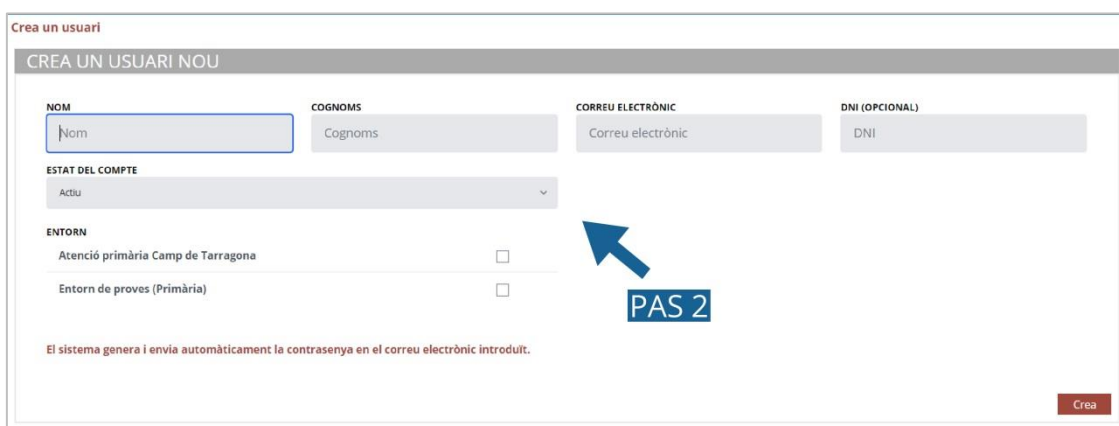 Crea un usuari
CREA UN USUARI NOU
NOM COGNOMS CORREU ELECTRÒNIC DNI (OPCIONAL)
Nom Cognoms Correu electrònic DNI
ESTAT DEL COMPTE
Actiu
ENTORN
Atenció primària Camp de Tarragona
Entorn de proves (Primària)
PAS 2
El sistema genera i envia automàticament la contrasenya en el correu electrònic introduït.
Crea